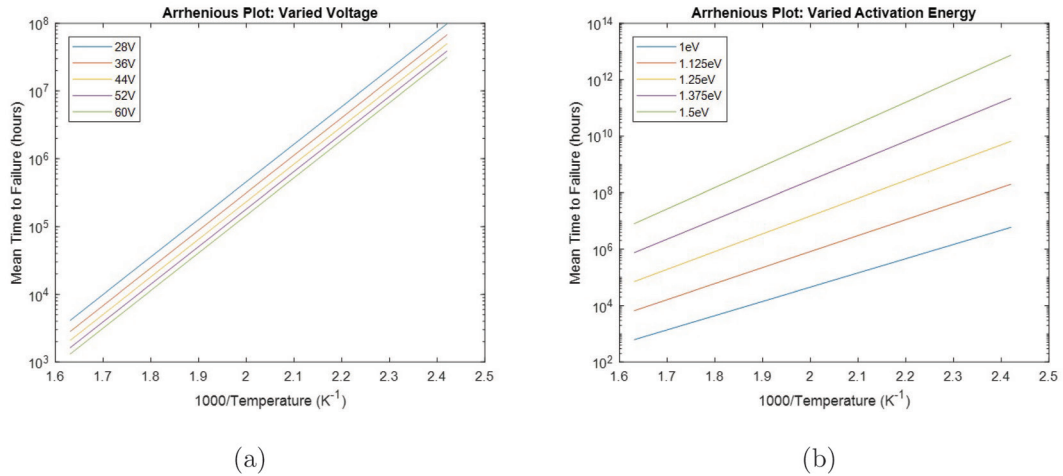 Arrhenious Plot: Varied Voltage
10^8
10^7
10^6
10^5
10^4
10^3
Mean Time to Failure (hours)
28V
36V
44V
52V
60V
1.6 1.7 1.8 1.9 2 2.1 2.2 2.3 2.4 2.5
1000/Temperature (K^-1)
(a)
Arrhenious Plot: Varied Activation Energy
10^14
10^12
10^10
10^8
10^6
10^4
10^2
Mean Time to Failure (hours)
1eV
1.125eV
1.25eV
1.375eV
1.5eV
1.6 1.7 1.8 1.9 2 2.1 2.2 2.3 2.4 2.5
1000/Temperature (K^-1)
(b)